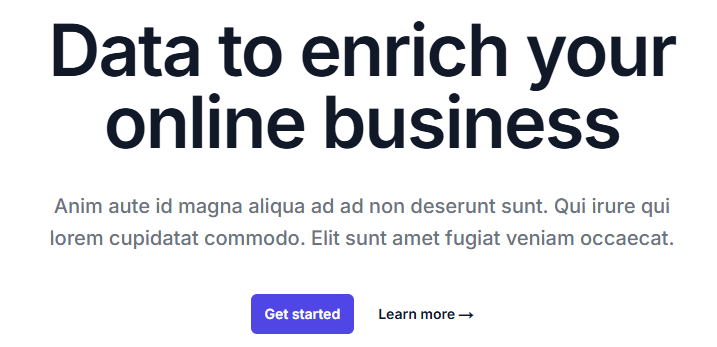 Data to enrich your
online business
Anim aute id magna aliqua ad ad non deserunt sunt. Qui irure qui
lorem cupidatat commodo. Elit sunt amet fugiat veniam occaecat.
Get started
Learn more →